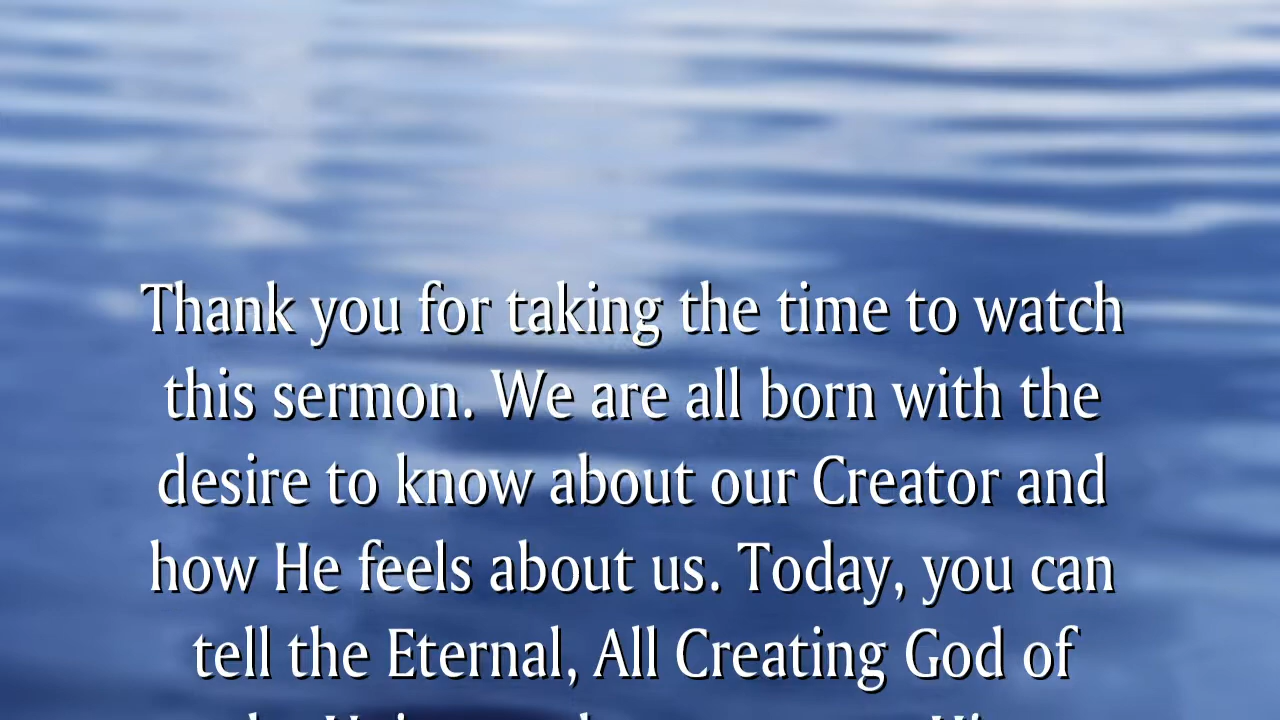 Thank you for taking the time to watch
this sermon. We are all born with the
desire to know about our Creator and
how He feels about us. Today, you can
tell the Eternal, All Creating God of